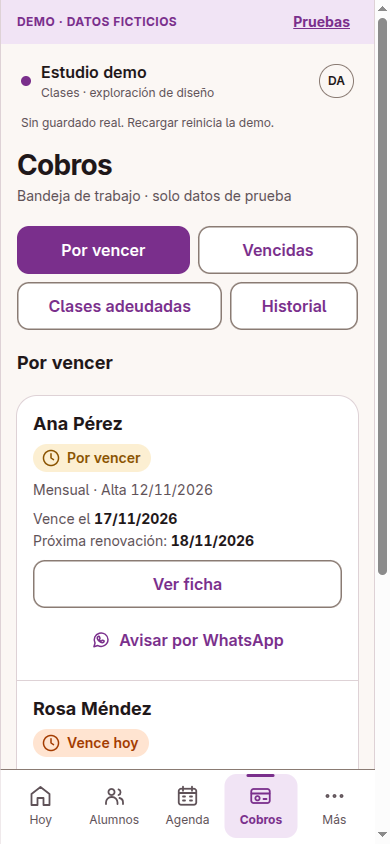 DEMO · DATOS FICTICIOS
Pruebas
Estudio demo
Clases · exploración de diseño
DA
Sin guardado real. Recargar reinicia la demo.
Cobros
Bandeja de trabajo · solo datos de prueba
Por vencer
Vencidas
Clases adeudadas
Historial
Por vencer
Ana Pérez
Por vencer
Mensual · Alta 12/11/2026
Vence el 17/11/2026
Próxima renovación: 18/11/2026
Ver ficha
Avisar por WhatsApp
Rosa Méndez
Vence hoy
Hoy
Alumnos
Agenda
Cobros
Más